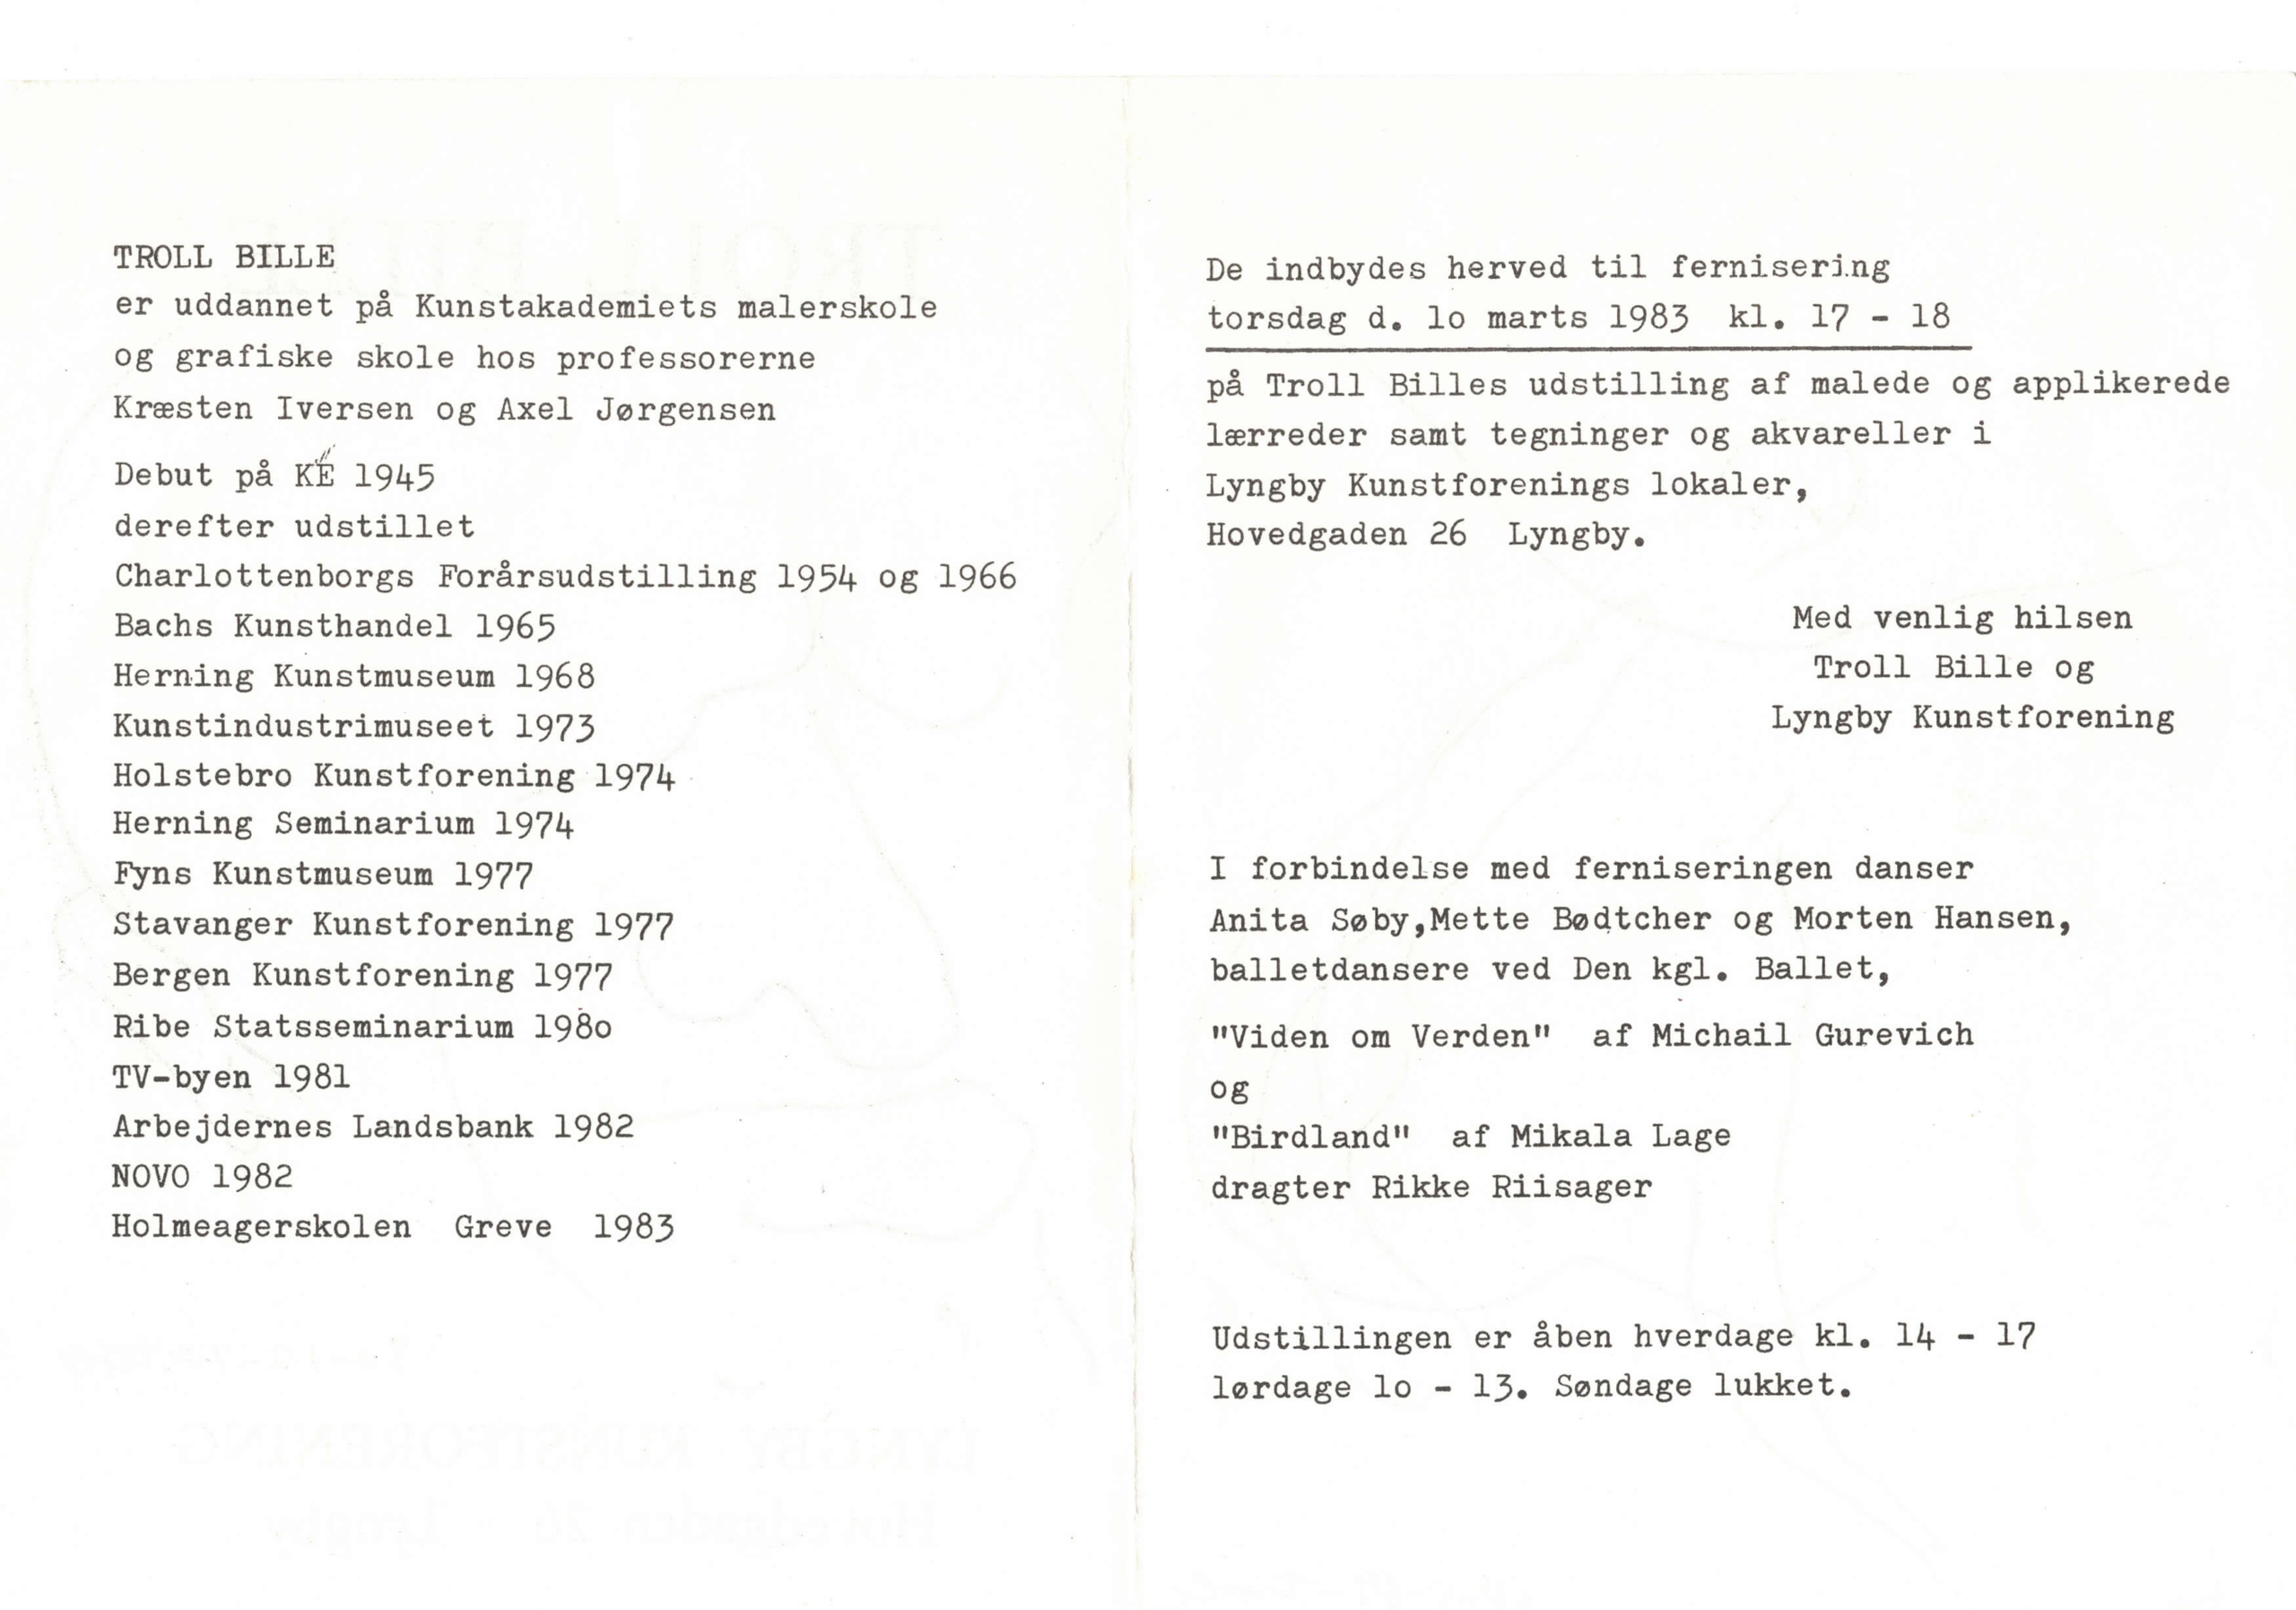 TROLL BILLE
er uddannet på Kunstakademiets malerskole
og grafiske skole hos professorerne
Kræsten Iversen og Axel Jørgensen
Debut på KE 1945
derefter udstillet
Charlottenborgs Forårsudstilling 1954 og 1966
Bachs Kunsthandel 1965
Herning Kunstmuseum 1968
Kunstindustrimuseet 1973
Holstebro Kunstforening 1974
Herning Seminarium 1974
Fyns Kunstmuseum 1977
Stavanger Kunstforening 1977
Bergen Kunstforening 1977
Ribe Statsseminarium 198o
TV-byen 1981
Arbejdernes Landsbank 1982
NOVO 1982
Holmeagerskolen Greve 1983
De indbydes herved til fernisering
torsdag d. lo marts 1983 kl. 17 - 18
på Troll Billes udstilling af malede og applikerede
lærreder samt tegninger og akvareller i
Lyngby Kunstforenings lokaler,
Hovedgaden 26 Lyngby.
Med venlig hilsen
Troll Bille og
Lyngby Kunstforening
I forbindelse med ferniseringen danser
Anita Søby,Mette Bødtcher og Morten Hansen,
balletdansere ved Den kgl. Ballet,
"Viden om Verden" af Michail Gurevich
og
"Birdland" af Mikala Lage
dragter Rikke Riisager
Udstillingen er åben hverdage kl. 14 - 17
lørdage lo - 13. Søndage lukket.